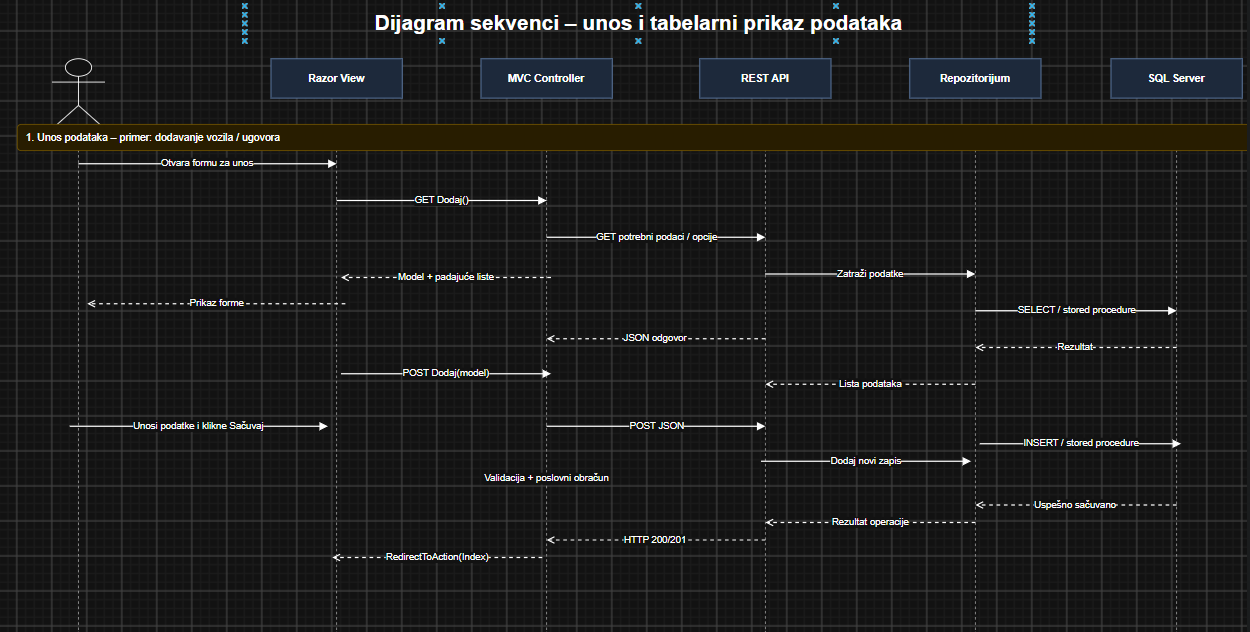 Dijagram sekvenci – unos i tabelarni prikaz podataka
Razor View
MVC Controller
REST API
Repozitorijum
SQL Server
1. Unos podataka – primer: dodavanje vozila / ugovora
Otvara formu za unos
GET Dodaj()
GET potrebni podaci / opcije
Zatraži podatke
Model + padajuće liste
Prikaz forme
SELECT / stored procedure
JSON odgovor
Rezultat
POST Dodaj(model)
Lista podataka
Unosi podatke i klikne Sačuvaj
POST JSON
INSERT / stored procedure
Dodaj novi zapis
Validacija + poslovni obračun
Uspešno sačuvano
Rezultat operacije
HTTP 200/201
RedirectToAction(Index)